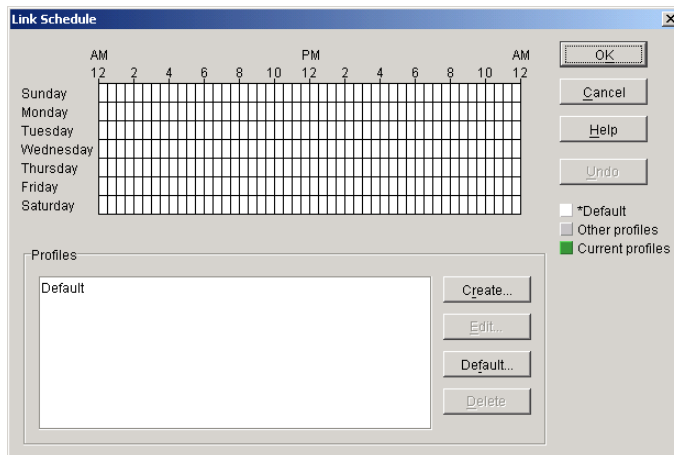 Link Schedule
AM PM AM
12 2 4 6 8 10 12 2 4 6 8 10 12
Sunday
Monday
Tuesday
Wednesday
Thursday
Friday
Saturday
OK
Cancel
Help
Undo
*Default
Other profiles
Current profiles
Profiles
Default
Create...
Edit...
Default...
Delete